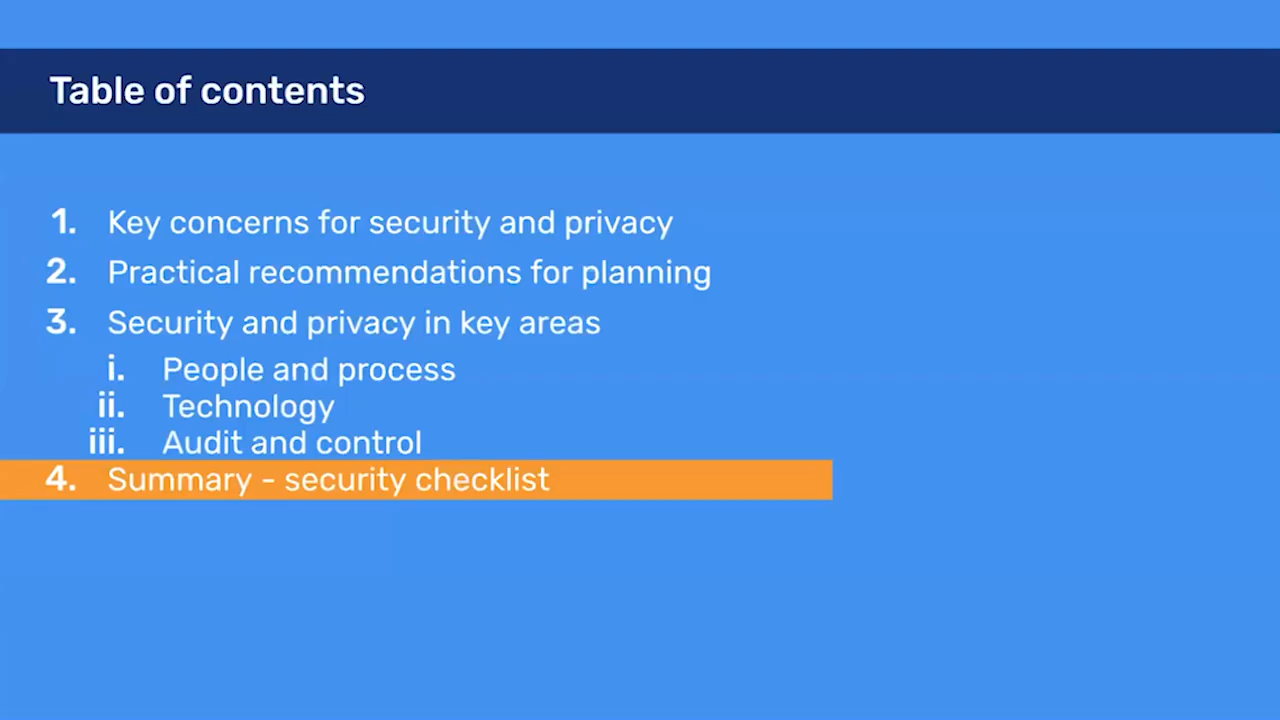 Table of contents
1. Key concerns for security and privacy
2. Practical recommendations for planning
3. Security and privacy in key areas
i. People and process
ii. Technology
iii. Audit and control
4. Summary - security checklist